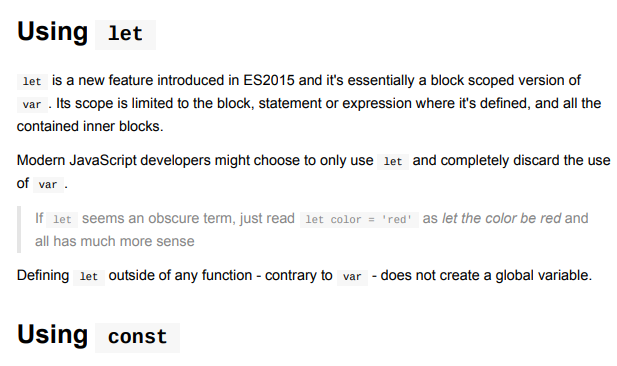 Using let
let is a new feature introduced in ES2015 and it's essentially a block scoped version of
var . Its scope is limited to the block, statement or expression where it's defined, and all the
contained inner blocks.
Modern JavaScript developers might choose to only use let and completely discard the use
of var .
If let seems an obscure term, just read let color = 'red' as let the color be red and
all has much more sense
Defining let outside of any function - contrary to var - does not create a global variable.
Using const